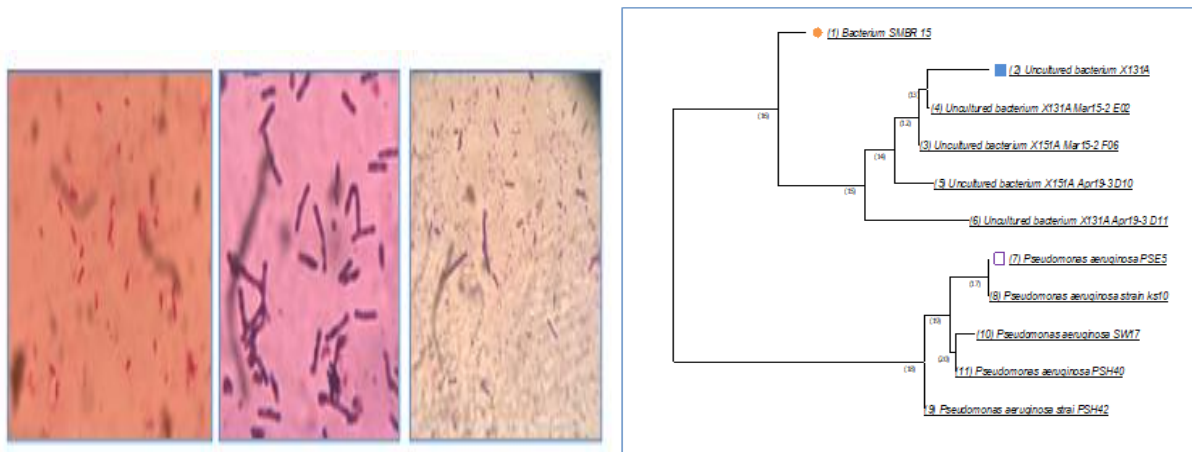 (1) Bacterium SMBR 15
(2) Uncultured bacterium X131A
(13)
(4) Uncultured bacterium X131A Mar15-2 E02
(16)
(12)
(3) Uncultured bacterium X151A Mar15-2 F06
(14)
(5) Uncultured bacterium X151A Apr19-3 D10
(15)
(6) Uncultured bacterium X131A Apr19-3 D11
(7) Pseudomonas aeruginosa PSE5
(17)
(8) Pseudomonas aeruginosa strain ks10
(19)
(10) Pseudomonas aeruginosa SW17
(20)
(11) Pseudomonas aeruginosa PSH40
(18)
(9) Pseudomonas aeruginosa strai PSH42